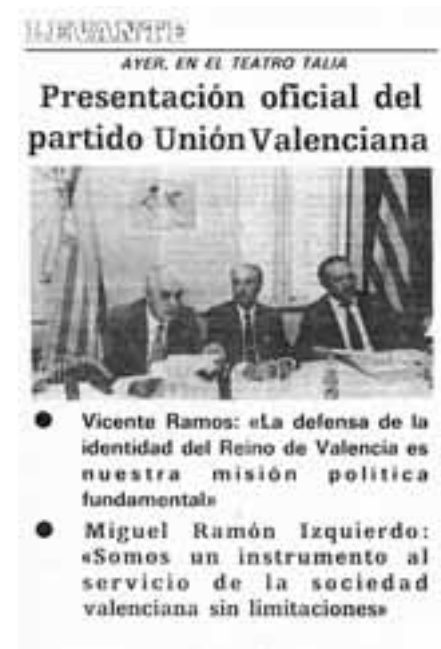 LEVANTE
AYER, EN EL TEATRO TALIA
Presentación oficial del
partido Unión Valenciana
● Vicente Ramos: «La defensa de la
identidad del Reino de Valencia es
nuestra misión política
fundamental»
● Miguel Ramón Izquierdo:
«Somos un instrumento al
servicio de la sociedad
valenciana sin limitaciones»